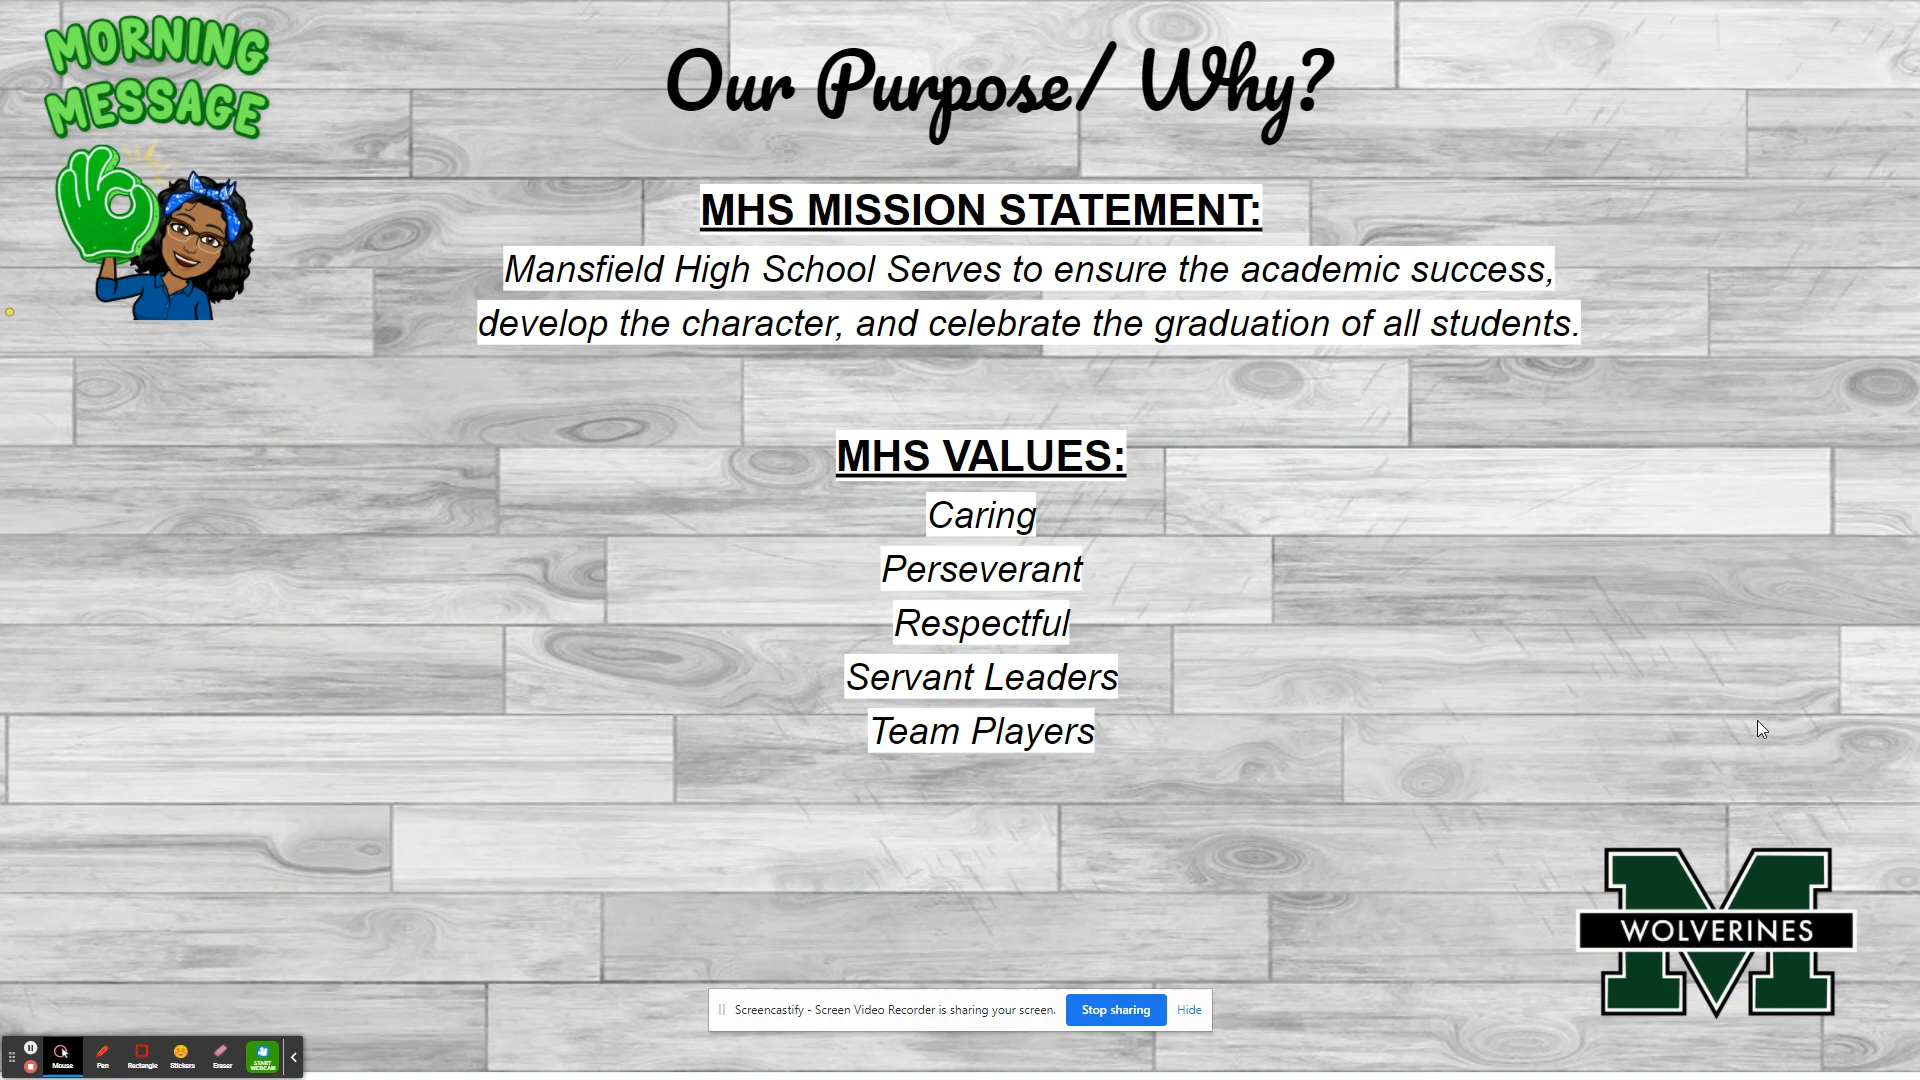 MORNING
MESSAGE
Our Purpose/ Why?
MHS MISSION STATEMENT:
Mansfield High School Serves to ensure the academic success,
develop the character, and celebrate the graduation of all students.
MHS VALUES:
Caring
Perseverant
Respectful
Servant Leaders
Team Players
WOLVERINES
Screencastify - Screen Video Recorder is sharing your screen. Stop sharing Hide
Mouse Pen Rectangle Stickers Eraser START WEBCAM